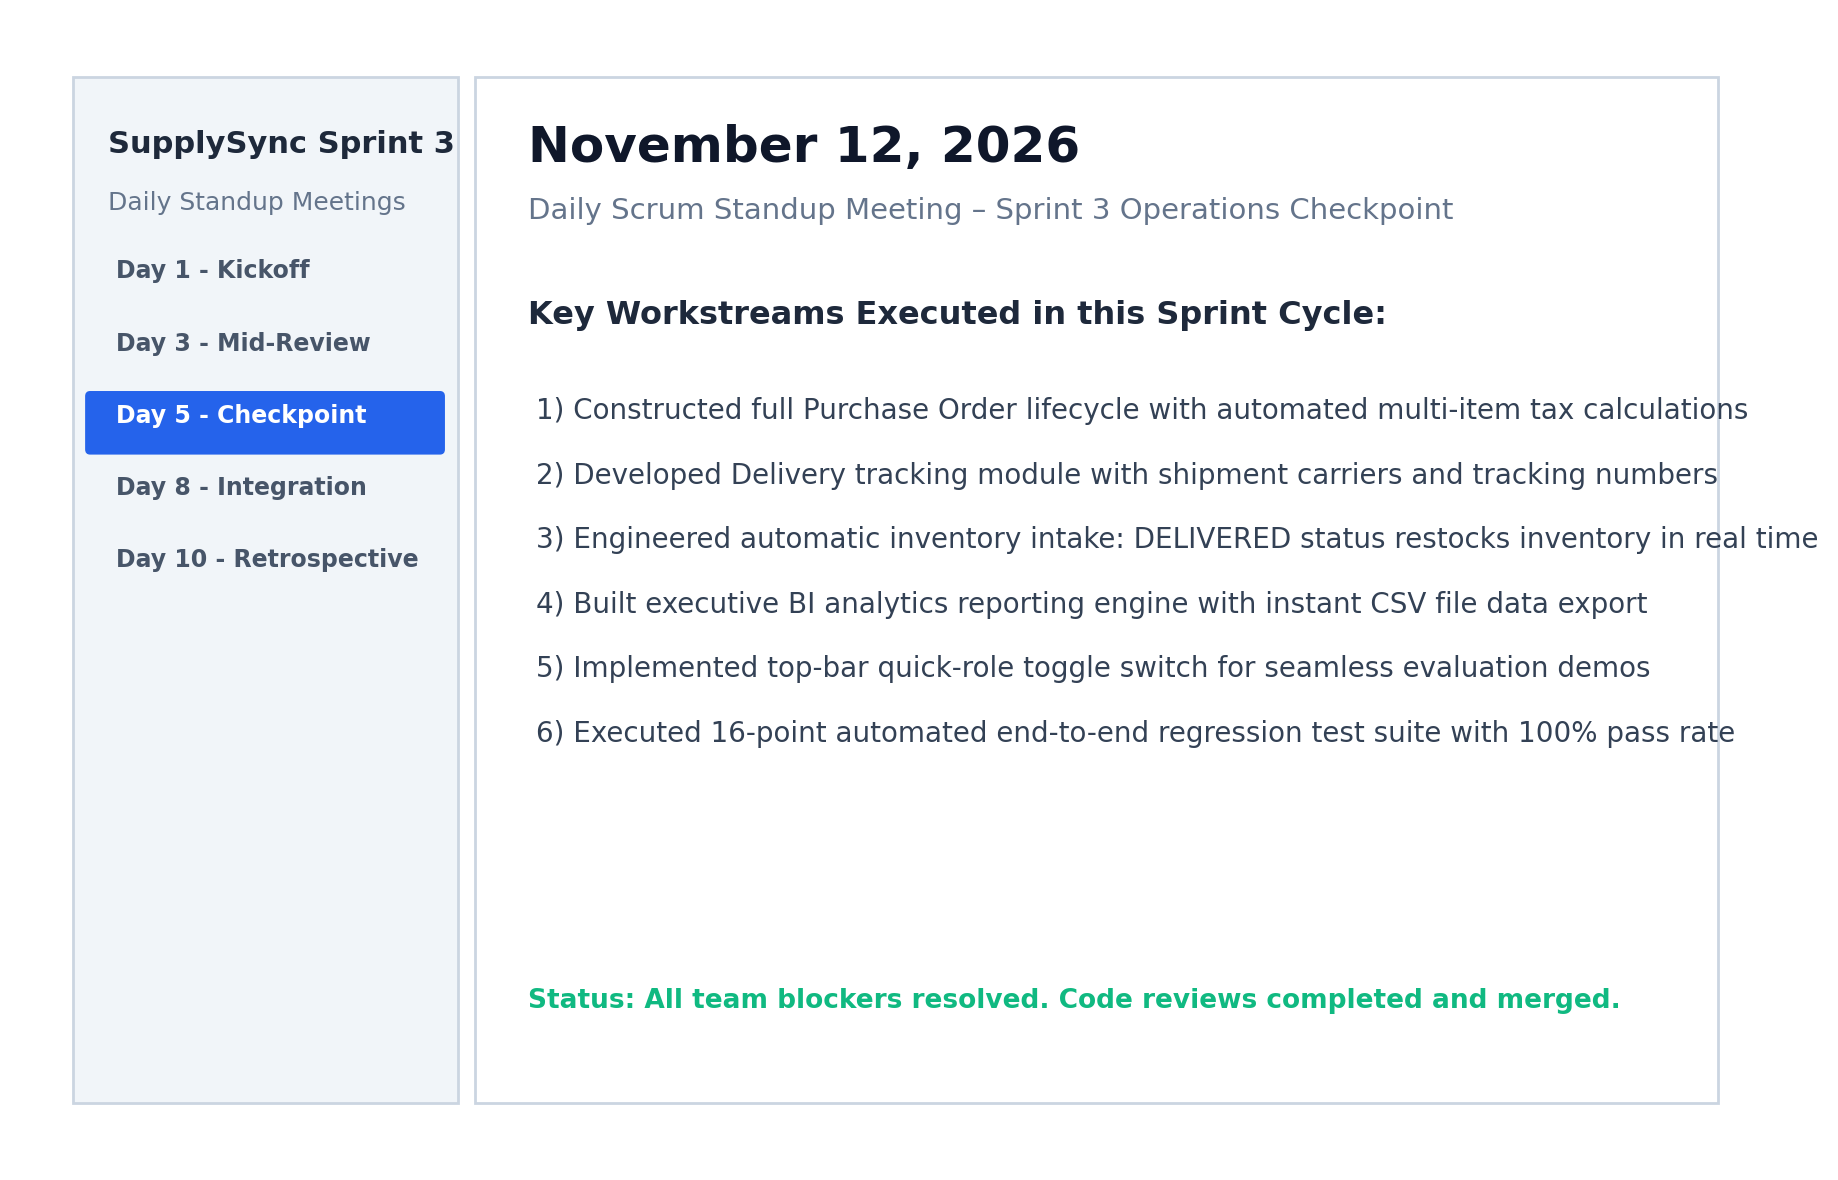 SupplySync Sprint 3
Daily Standup Meetings
Day 1 - Kickoff
Day 3 - Mid-Review
Day 5 - Checkpoint
Day 8 - Integration
Day 10 - Retrospective
November 12, 2026
Daily Scrum Standup Meeting – Sprint 3 Operations Checkpoint
Key Workstreams Executed in this Sprint Cycle:
1) Constructed full Purchase Order lifecycle with automated multi-item tax calculations
2) Developed Delivery tracking module with shipment carriers and tracking numbers
3) Engineered automatic inventory intake: DELIVERED status restocks inventory in real time
4) Built executive BI analytics reporting engine with instant CSV file data export
5) Implemented top-bar quick-role toggle switch for seamless evaluation demos
6) Executed 16-point automated end-to-end regression test suite with 100% pass rate
Status: All team blockers resolved. Code reviews completed and merged.